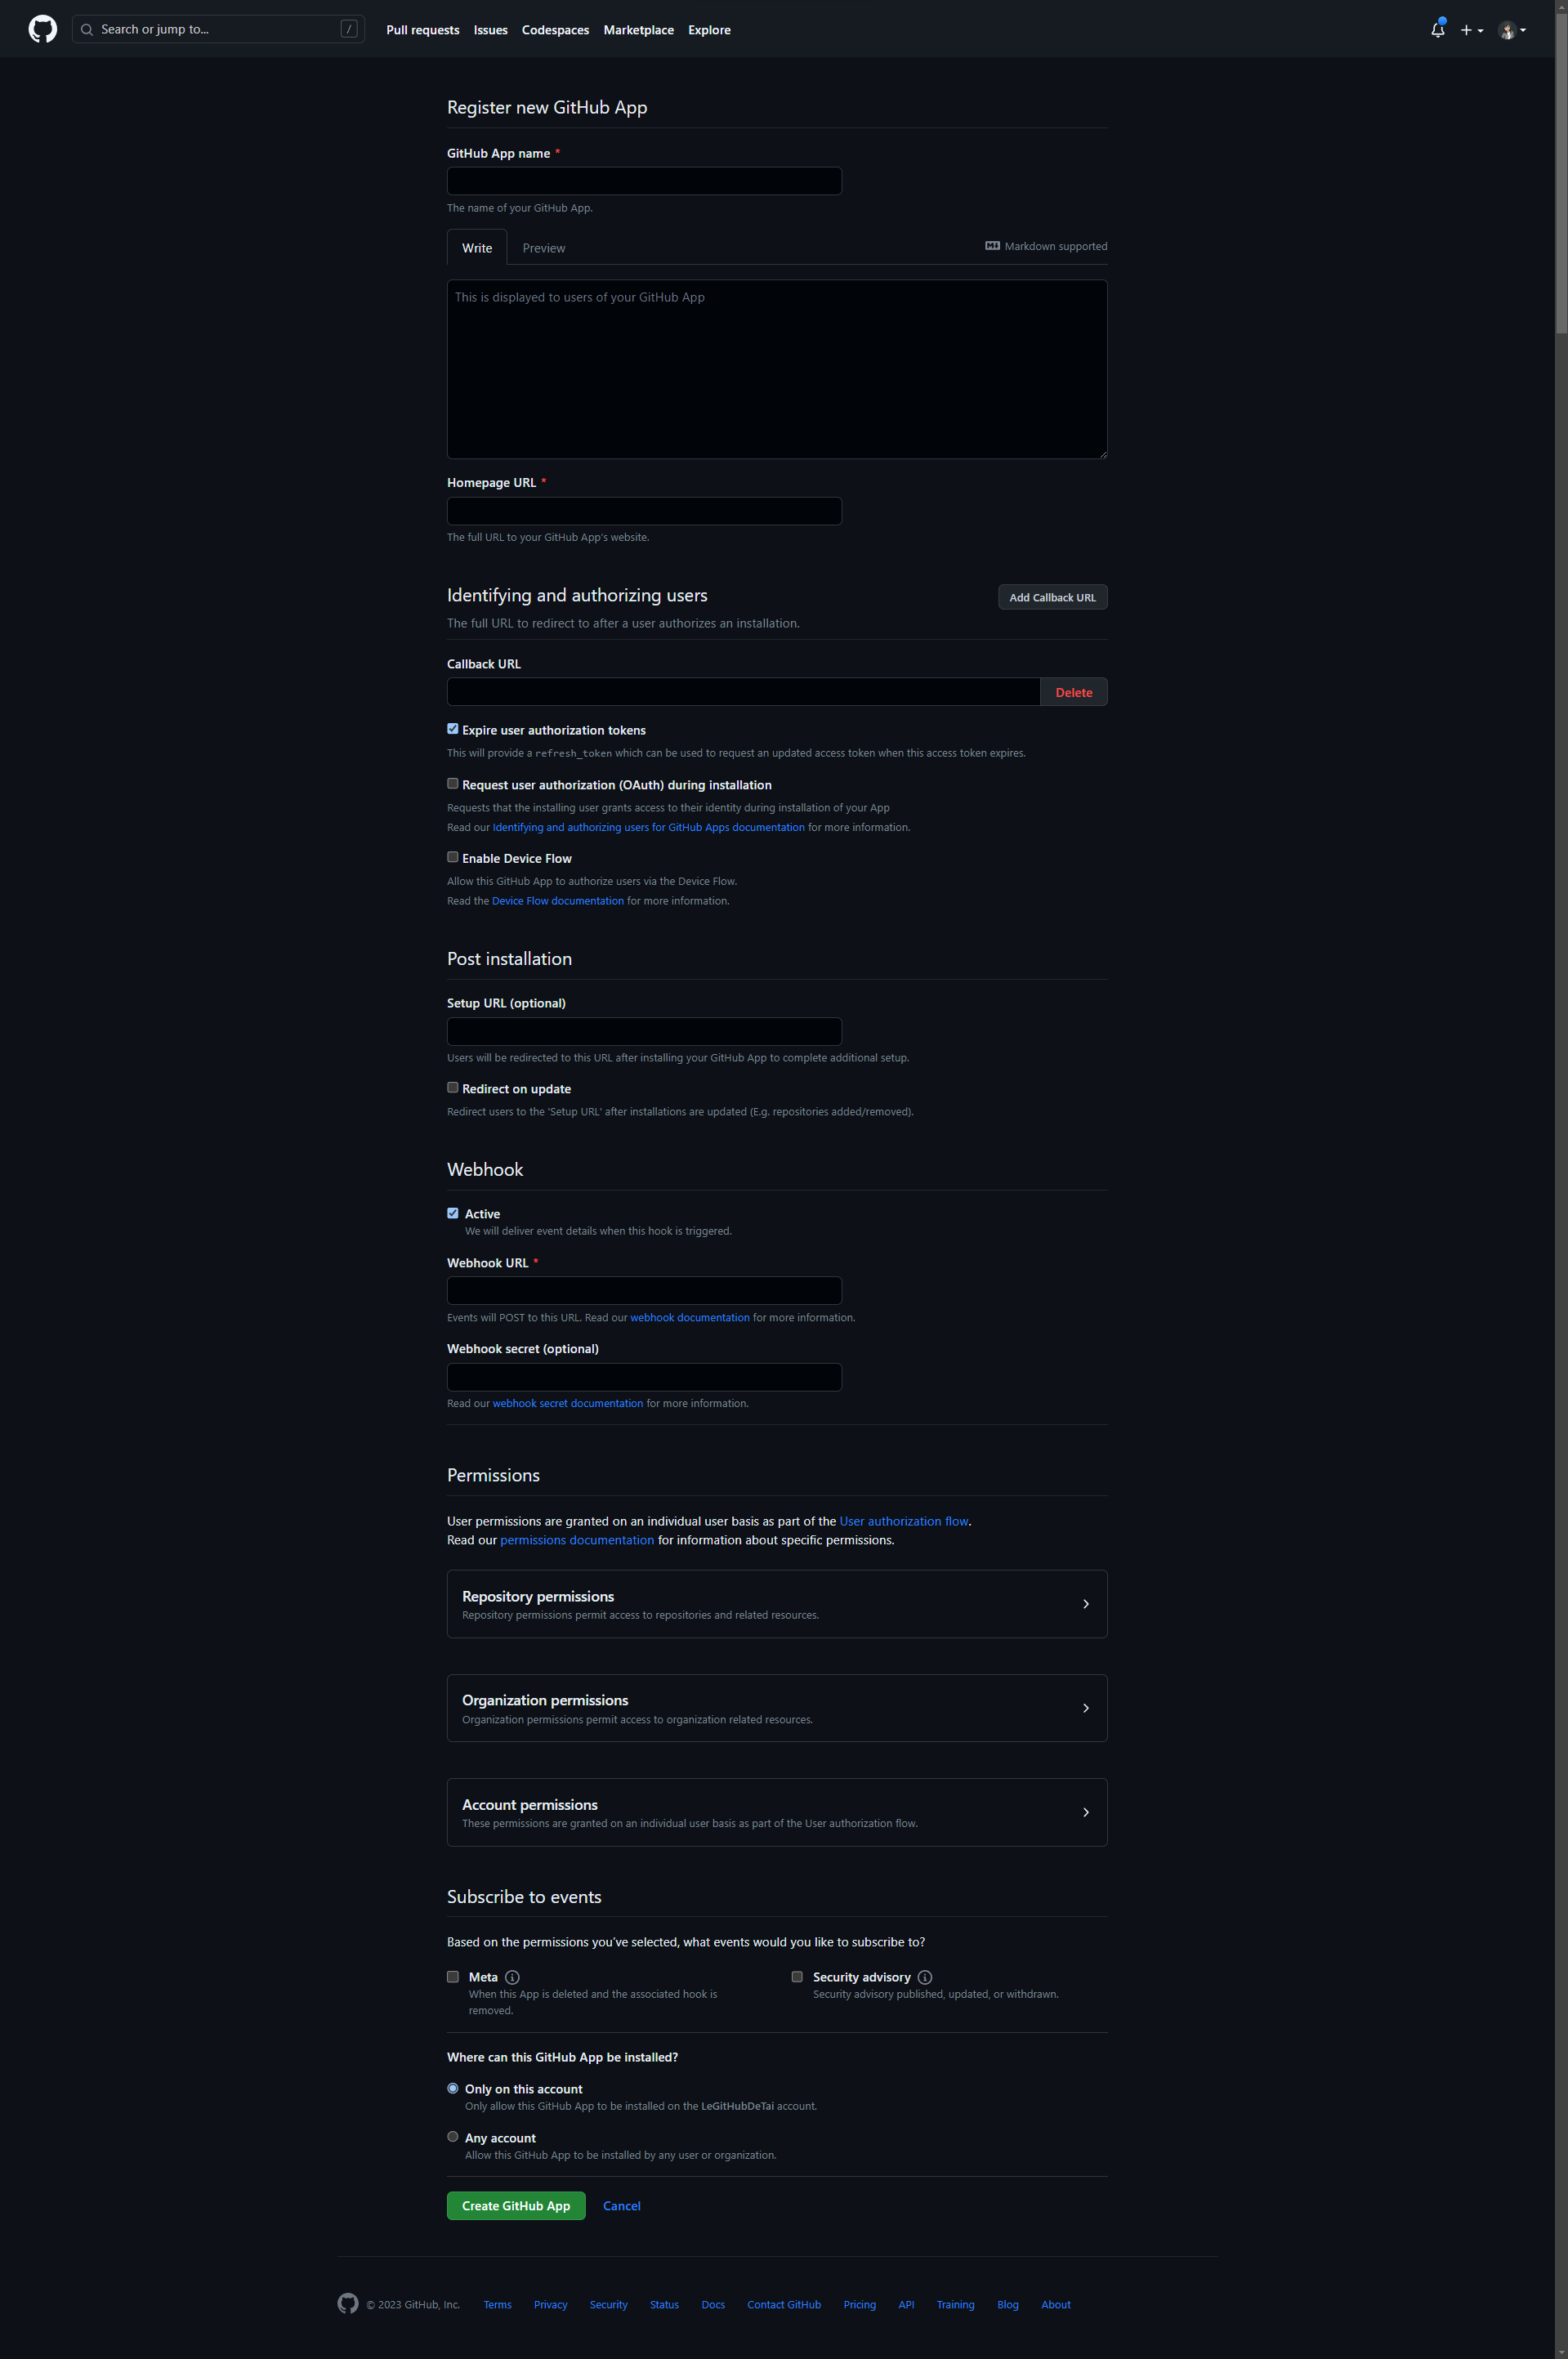 Search or jump to...
/
Pull requests Issues Codespaces Marketplace Explore
Register new GitHub App
GitHub App name *
The name of your GitHub App.
Write Preview Markdown supported
This is displayed to users of your GitHub App
Homepage URL *
The full URL to your GitHub App's website.
Identifying and authorizing users Add Callback URL
The full URL to redirect to after a user authorizes an installation.
Callback URL
Delete
Expire user authorization tokens
This will provide a refresh_token which can be used to request an updated access token when this access token expires.
Request user authorization (OAuth) during installation
Requests that the installing user grants access to their identity during installation of your App
Read our Identifying and authorizing users for GitHub Apps documentation for more information.
Enable Device Flow
Allow this GitHub App to authorize users via the Device Flow.
Read the Device Flow documentation for more information.
Post installation
Setup URL (optional)
Users will be redirected to this URL after installing your GitHub App to complete additional setup.
Redirect on update
Redirect users to the 'Setup URL' after installations are updated (E.g. repositories added/removed).
Webhook
Active
We will deliver event details when this hook is triggered.
Webhook URL *
Events will POST to this URL. Read our webhook documentation for more information.
Webhook secret (optional)
Read our webhook secret documentation for more information.
Permissions
User permissions are granted on an individual user basis as part of the User authorization flow.
Read our permissions documentation for information about specific permissions.
Repository permissions
Repository permissions permit access to repositories and related resources.
Organization permissions
Organization permissions permit access to organization related resources.
Account permissions
These permissions are granted on an individual user basis as part of the User authorization flow.
Subscribe to events
Based on the permissions you've selected, what events would you like to subscribe to?
Meta
When this App is deleted and the associated hook is
removed.
Security advisory
Security advisory published, updated, or withdrawn.
Where can this GitHub App be installed?
Only on this account
Only allow this GitHub App to be installed on the LeGitHubDeTai account.
Any account
Allow this GitHub App to be installed by any user or organization.
Create GitHub App Cancel
© 2023 GitHub, Inc. Terms Privacy Security Status Docs Contact GitHub Pricing API Training Blog About